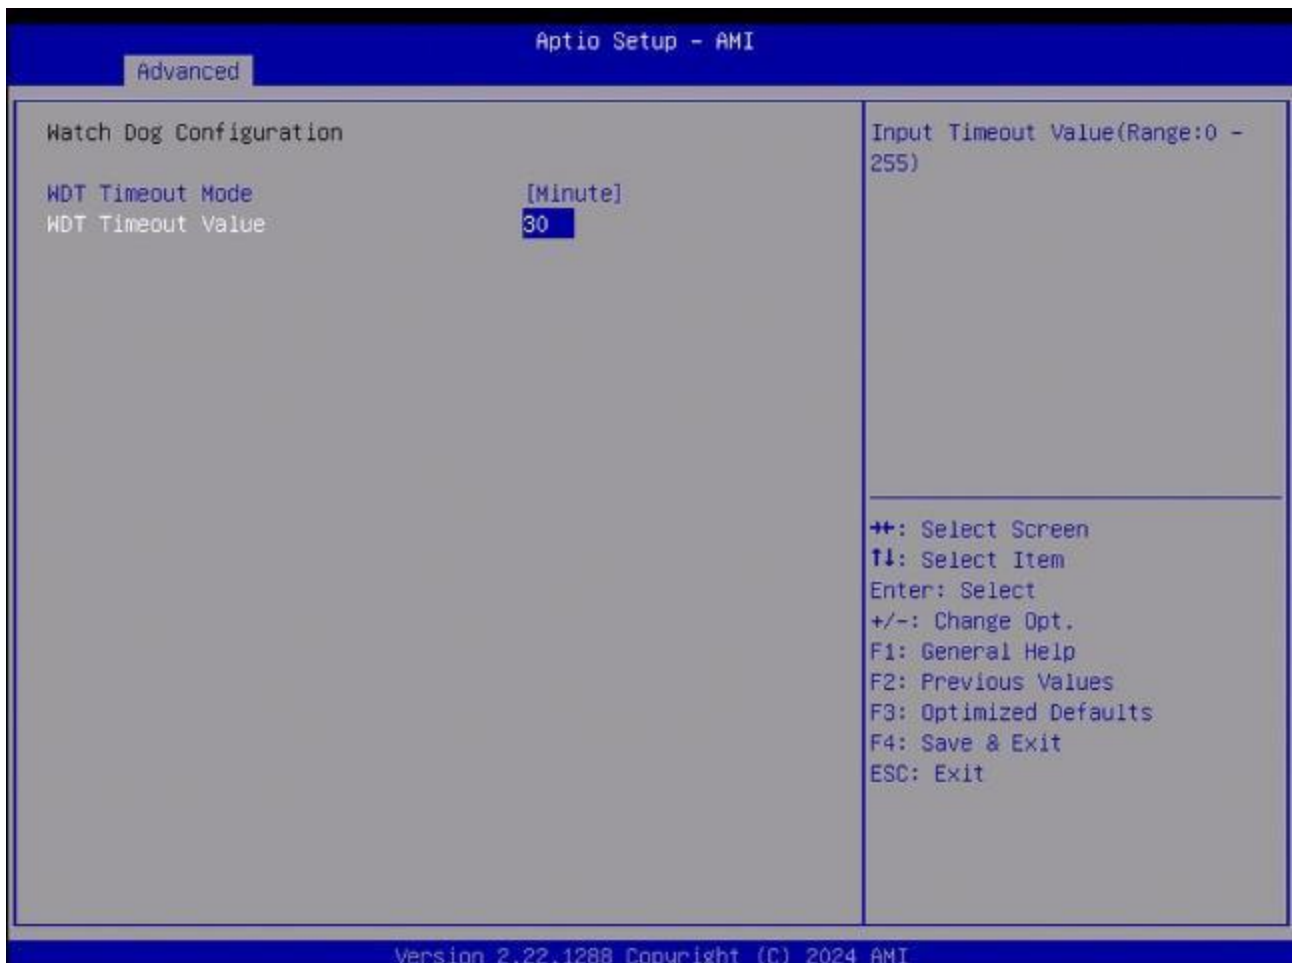 Aptio Setup – AMI
Advanced
Watch Dog Configuration
WDT Timeout Mode [Minute]
WDT Timeout Value 30
Input Timeout Value(Range:0 –
255)
→←: Select Screen
↑↓: Select Item
Enter: Select
+/-: Change Opt.
F1: General Help
F2: Previous Values
F3: Optimized Defaults
F4: Save & Exit
ESC: Exit
Version 2.22.1288 Copyright (C) 2024 AMI